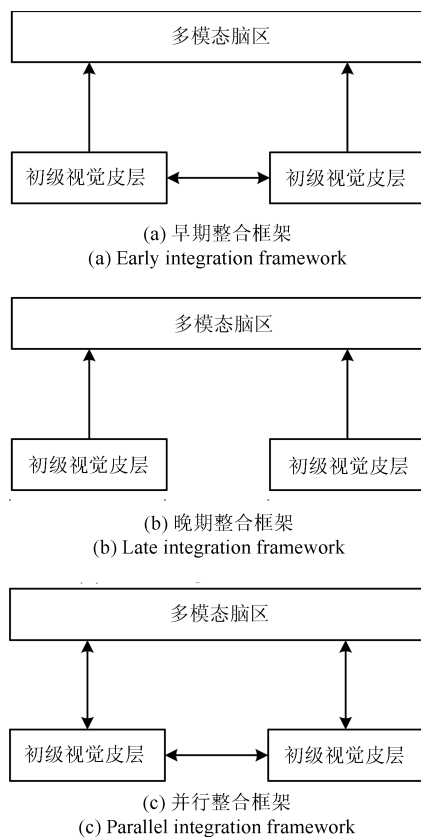 多模态脑区
初级视觉皮层
初级视觉皮层
(a) 早期整合框架
(a) Early integration framework
多模态脑区
初级视觉皮层
初级视觉皮层
(b) 晚期整合框架
(b) Late integration framework
多模态脑区
初级视觉皮层
初级视觉皮层
(c) 并行整合框架
(c) Parallel integration framework